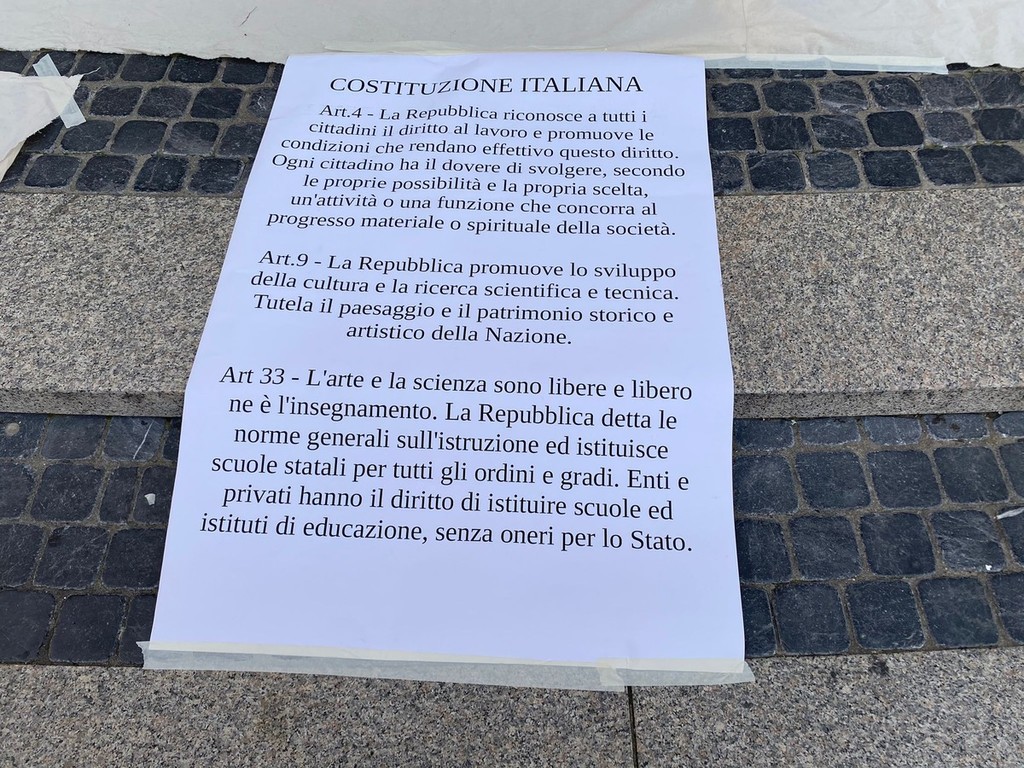 COSTITUZIONE ITALIANA
Art.4 - La Repubblica riconosce a tutti i
cittadini il diritto al lavoro e promuove le
condizioni che rendano effettivo questo diritto.
Ogni cittadino ha il dovere di svolgere, secondo
le proprie possibilità e la propria scelta,
un'attività o una funzione che concorra al
progresso materiale o spirituale della società.
Art.9 - La Repubblica promuove lo sviluppo
della cultura e la ricerca scientifica e tecnica.
Tutela il paesaggio e il patrimonio storico e
artistico della Nazione.
Art 33 - L'arte e la scienza sono libere e libero
ne è l'insegnamento. La Repubblica detta le
norme generali sull'istruzione ed istituisce
scuole statali per tutti gli ordini e gradi. Enti e
privati hanno il diritto di istituire scuole ed
istituti di educazione, senza oneri per lo Stato.